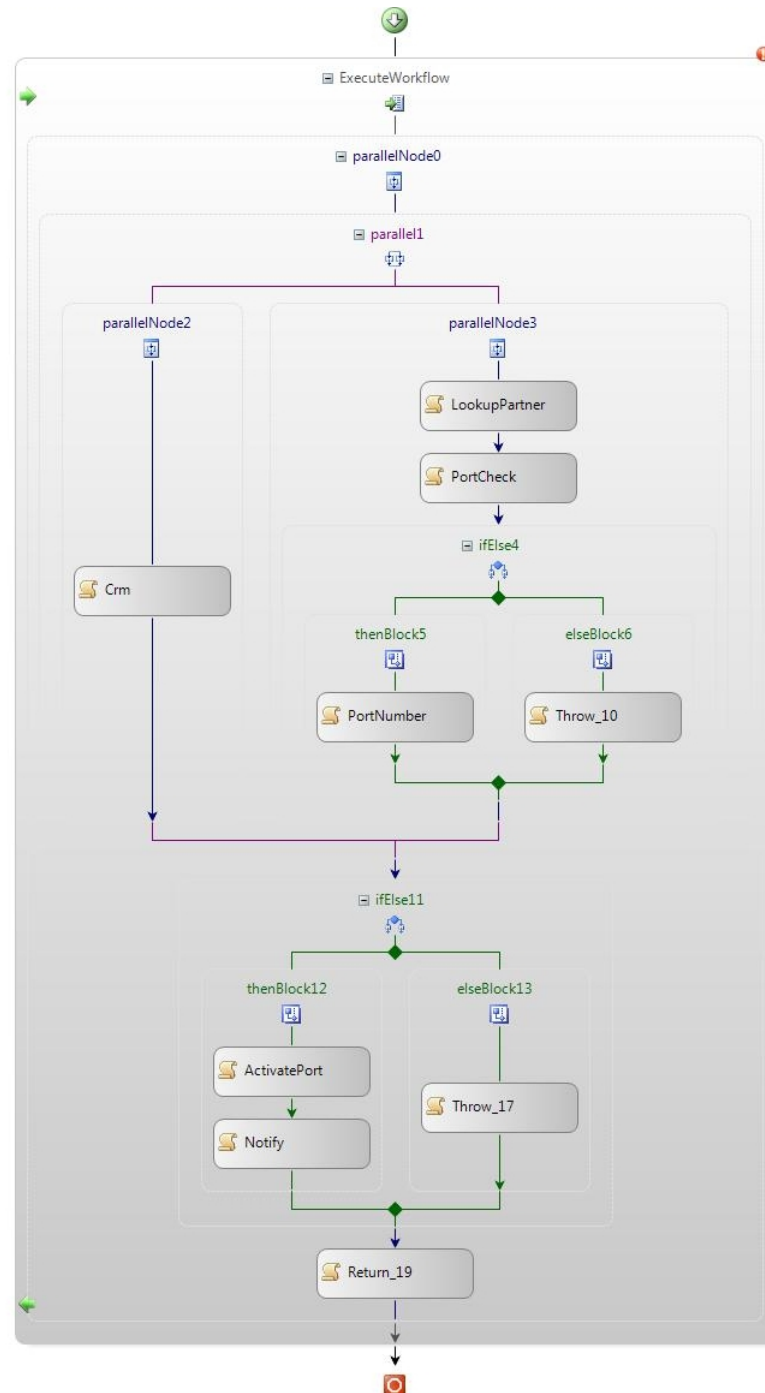 ExecuteWorkflow
parallelNode0
parallel1
parallelNode2
parallelNode3
LookupPartner
PortCheck
ifElse4
Crm
thenBlock5
elseBlock6
PortNumber
Throw_10
ifElse11
thenBlock12
elseBlock13
ActivatePort
Throw_17
Notify
Return_19